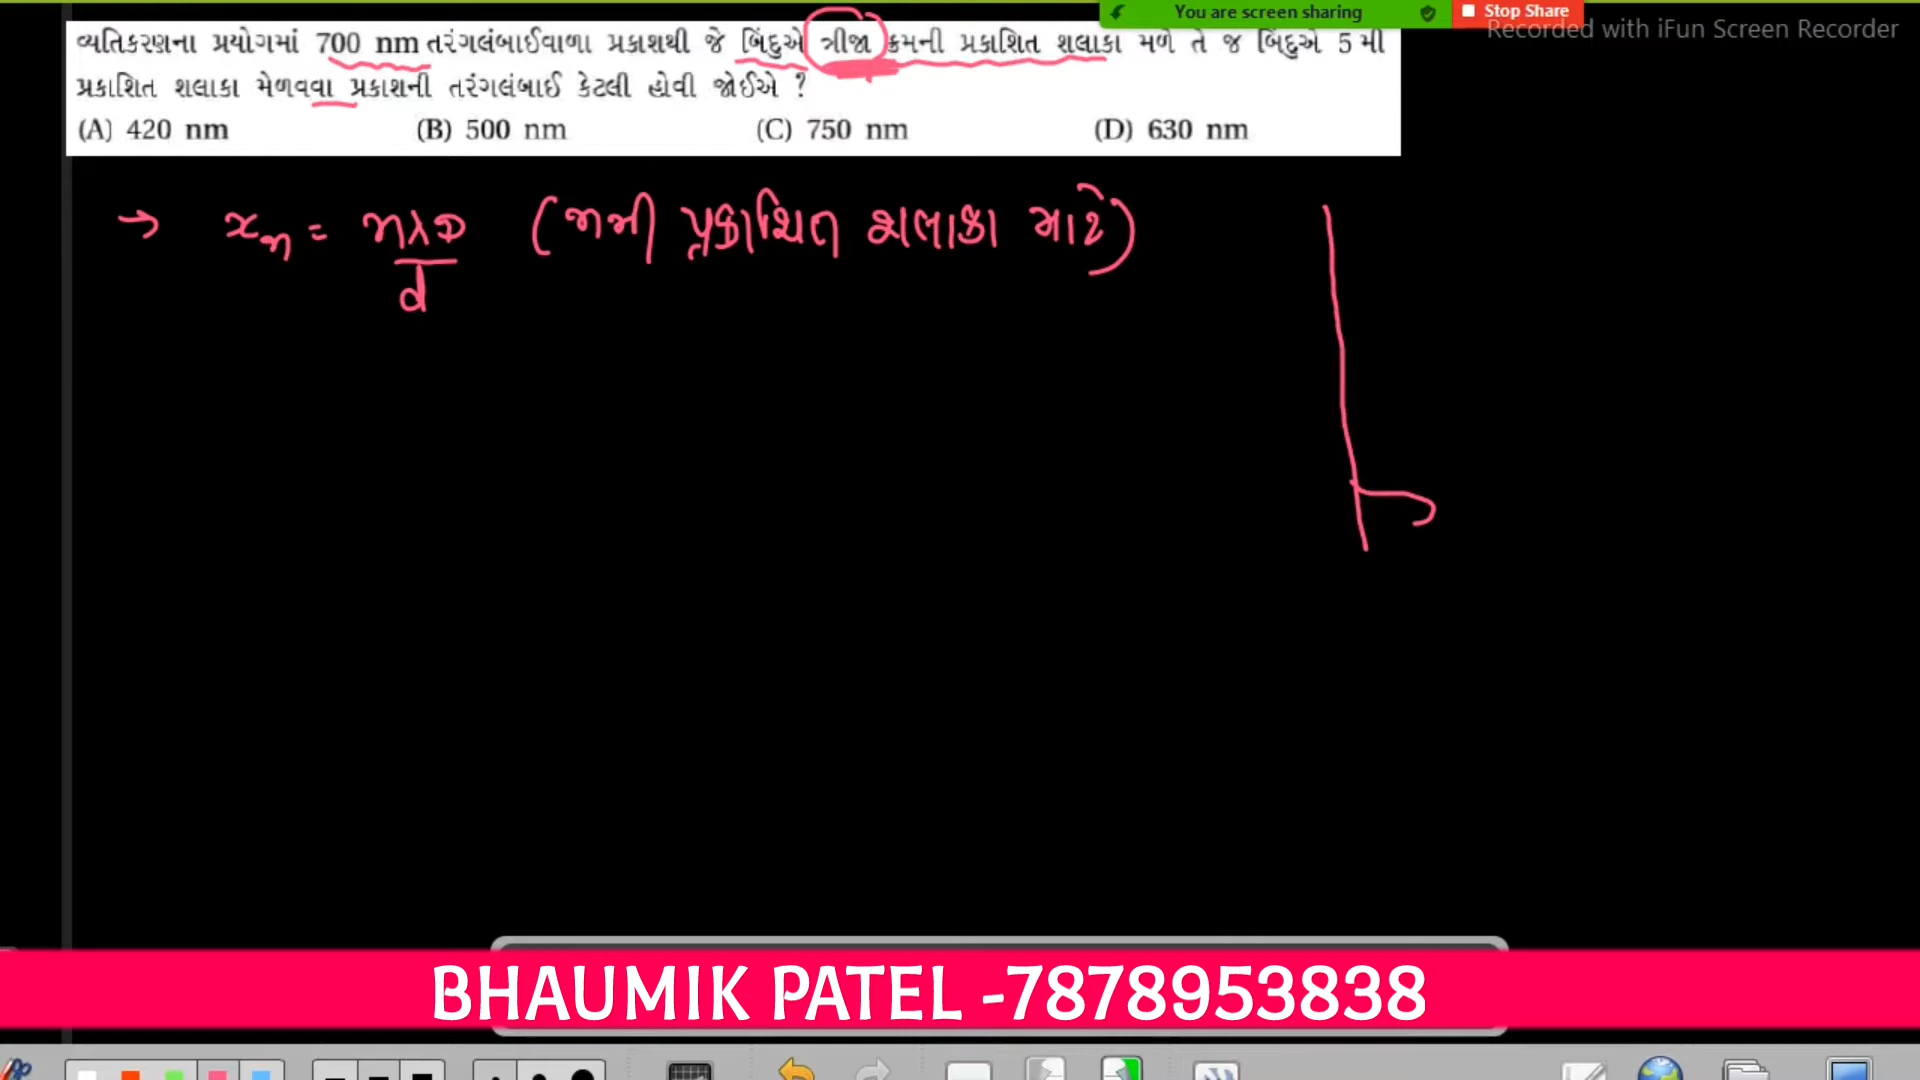 You are screen sharing
Stop Share
Recorded with iFun Screen Recorder
વ્યતિકરણના પ્રયોગમાં 700 nm તરંગલંબાઈવાળા પ્રકાશથી જે બિંદુએ ત્રીજા ક્રમની પ્રકાશિત શલાકા મળે તે જ બિંદુએ 5 મી
પ્રકાશિત શલાકા મેળવવા પ્રકાશની તરંગલંબાઈ કેટલી હોવી જોઈએ ?
(A) 420 nm (B) 500 nm (C) 750 nm (D) 630 nm
→ xₙ = nλD/d (nમી પ્રકાશિત શલાકા માટે)
BHAUMIK PATEL -7878953838